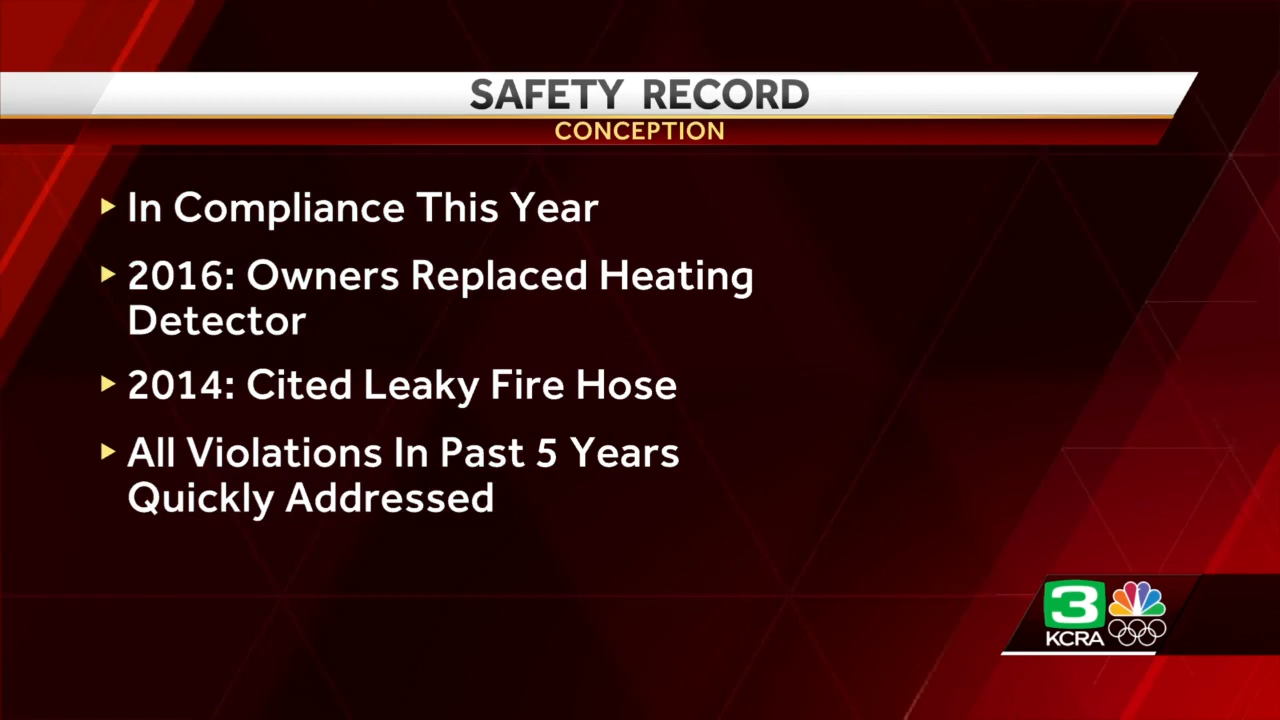 SAFETY RECORD
CONCEPTION
In Compliance This Year
2016: Owners Replaced Heating
Detector
2014: Cited Leaky Fire Hose
All Violations In Past 5 Years
Quickly Addressed
3
KCRA